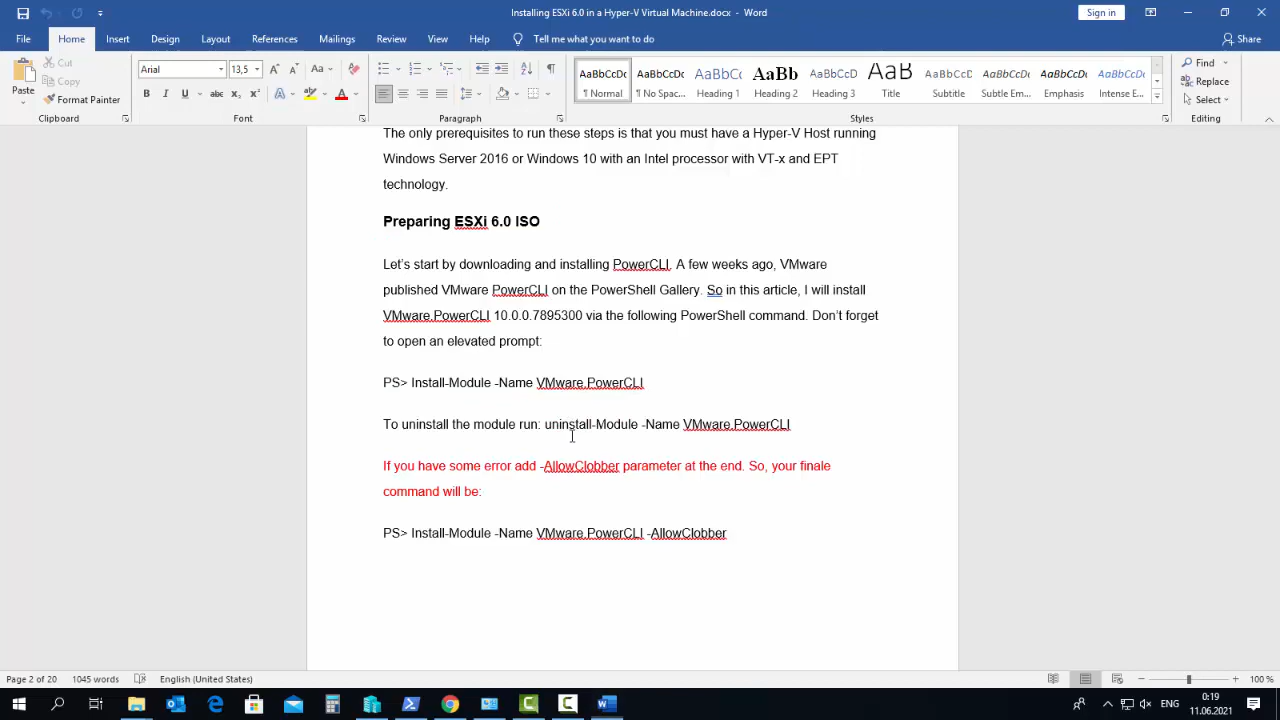 Installing ESXi 6.0 in a Hyper-V Virtual Machine.docx - Word
Sign in
File Home Insert Design Layout References Mailings Review View Help Tell me what you want to do Share
Paste
Cut
Copy
Format Painter
Clipboard
Arial 13,5
Font
Paragraph
AaBbCcDc AaBbCcDc AaBbCc AaBb AaBbCcDd AaB AaBbCcDd AaBbCcDd AaBbCcDc AaBbCcDd
¶ Normal ¶ No Spac... Heading 1 Heading 2 Heading 3 Title Subtitle Subtle Em... Emphasis Intense E...
Styles
Find
Replace
Select
Editing
The only prerequisites to run these steps is that you must have a Hyper-V Host running
Windows Server 2016 or Windows 10 with an Intel processor with VT-x and EPT
technology.
Preparing ESXi 6.0 ISO
Let’s start by downloading and installing PowerCLI. A few weeks ago, VMware
published VMware PowerCLI on the PowerShell Gallery. So in this article, I will install
VMware.PowerCLI 10.0.0.7895300 via the following PowerShell command. Don’t forget
to open an elevated prompt:
PS> Install-Module -Name VMware.PowerCLI
To uninstall the module run: uninstall-Module -Name VMware.PowerCLI
If you have some error add -AllowClobber parameter at the end. So, your finale
command will be:
PS> Install-Module -Name VMware.PowerCLI -AllowClobber
Page 2 of 20 1045 words English (United States) 100 %
ENG
0:19
11.06.2021